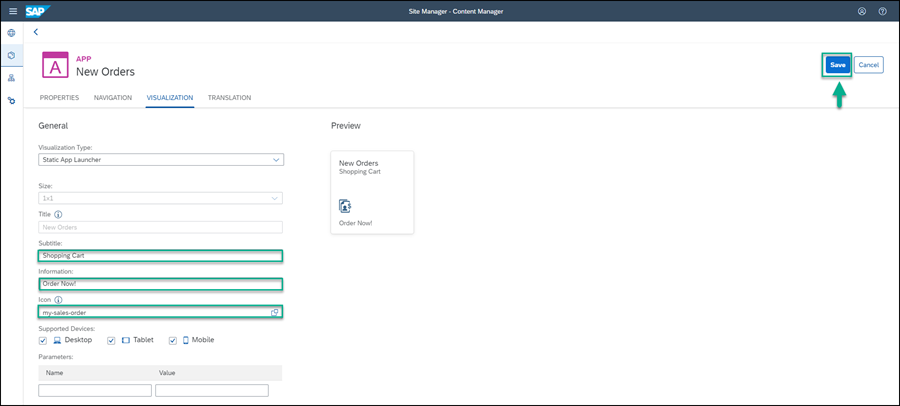 SAP
Site Manager - Content Manager
A
APP
New Orders
Save
Cancel
PROPERTIES
NAVIGATION
VISUALIZATION
TRANSLATION
General
Preview
Visualization Type:
Static App Launcher
Size:
1x1
Title
New Orders
Subtitle:
Shopping Cart
Information:
Order Now!
Icon
my-sales-order
Supported Devices:
Desktop
Tablet
Mobile
Parameters:
Name
Value
New Orders
Shopping Cart
Order Now!